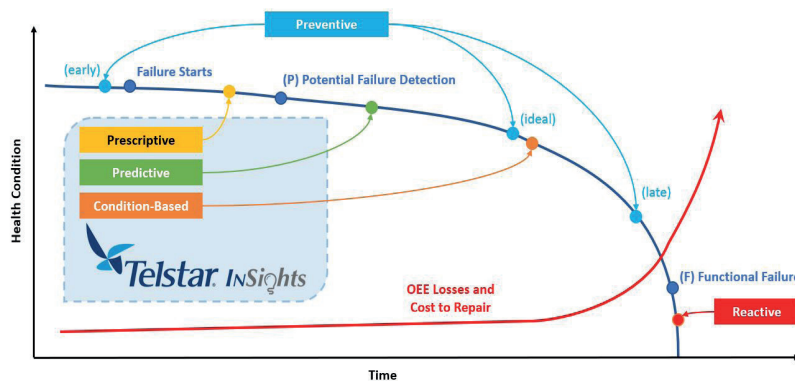 Preventive
(early)
Failure Starts
(P) Potential Failure Detection
(ideal)
Prescriptive
Predictive
Condition-Based
(late)
Telstar. INSights
OEE Losses and
Cost to Repair
(F) Functional Failure
Reactive
Health Condition
Time